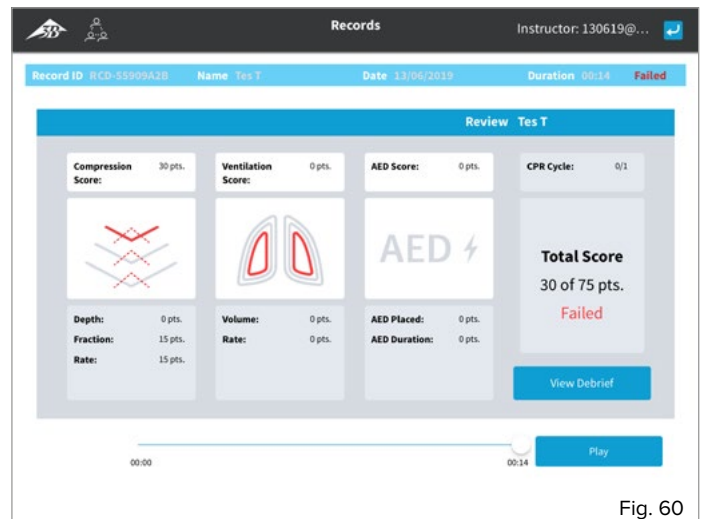 3B
Records
Instructor: 130619@...
Record ID RCD-55909A2B Name Tes T Date 13/06/2019 Duration 00:14 Failed
Review Tes T
Compression Score: 30 pts.
Ventilation Score: 0 pts.
AED Score: 0 pts.
CPR Cycle: 0/1
AED
Total Score
30 of 75 pts.
Failed
Depth: 0 pts.
Fraction: 15 pts.
Rate: 15 pts.
Volume: 0 pts.
Rate: 0 pts.
AED Placed: 0 pts.
AED Duration: 0 pts.
View Debrief
00:00
00:14
Play
Fig. 60